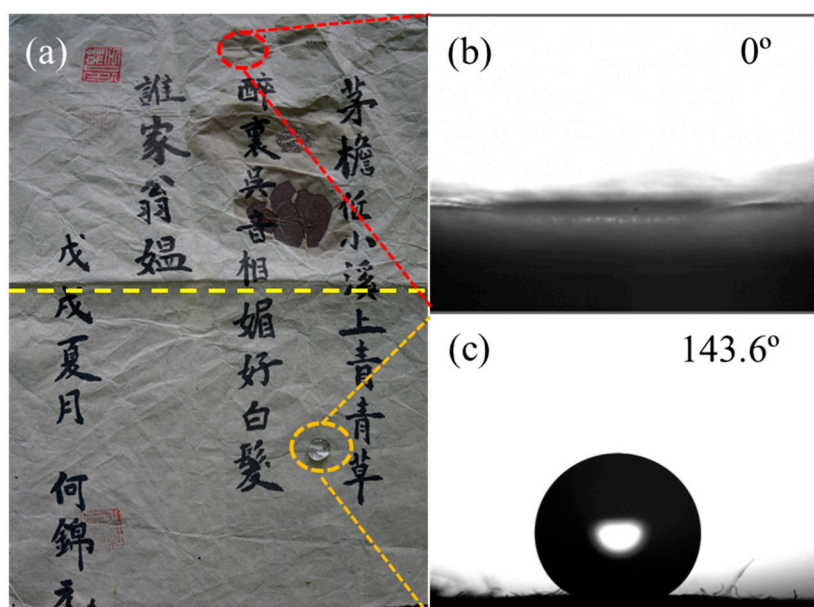 (a)
茅檐低小溪上青青草
醉裏吳音相媚好白髮
誰家翁媼
戊戌夏月 何錦
(b) 0º
(c) 143.6º